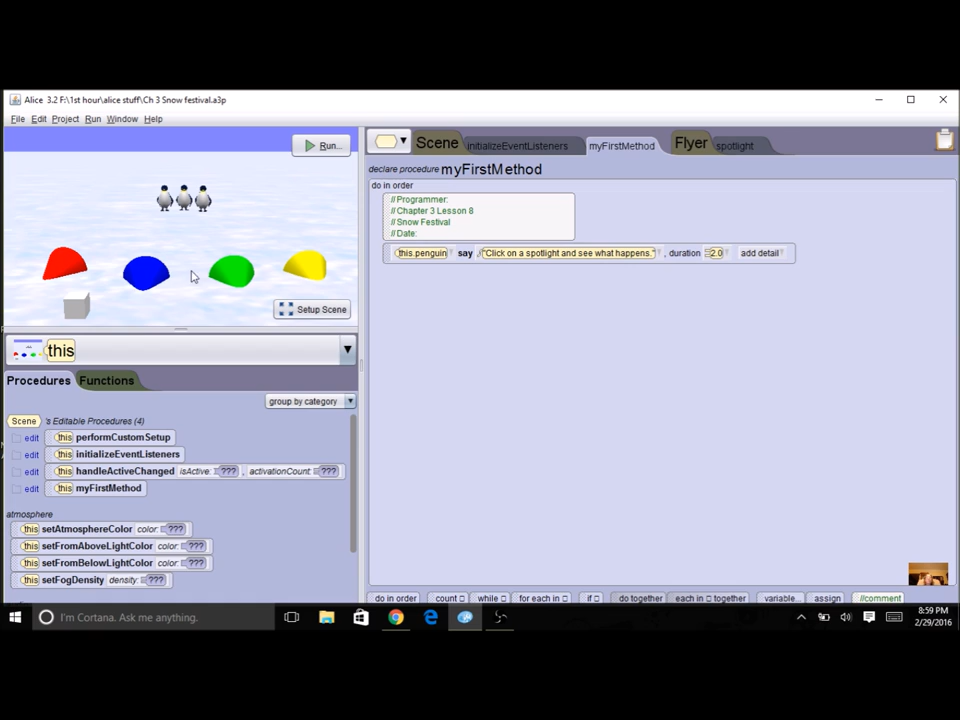 Alice 3.2 F:\1st hour\alice stuff\Ch 3 Snow festival.a3p
File Edit Project Run Window Help
Run...
Scene initializeEventListeners myFirstMethod Flyer spotlight
declare procedure myFirstMethod
do in order
//Programmer:
//Chapter 3 Lesson 8
//Snow Festival
//Date:
this.penguin say "Click on a spotlight and see what happens." , duration 2.0 add detail
Setup Scene
this
Procedures Functions
group by category
Scene 's Editable Procedures (4)
edit this performCustomSetup
edit this initializeEventListeners
edit this handleActiveChanged isActive: ??? , activationCount: ???
edit this myFirstMethod
atmosphere
this setAtmosphereColor color: ???
this setFromAboveLightColor color: ???
this setFromBelowLightColor color: ???
this setFogDensity density: ???
do in order count while for each in if do together each in together variable... assign //comment
I'm Cortana. Ask me anything.
8:59 PM
2/29/2016